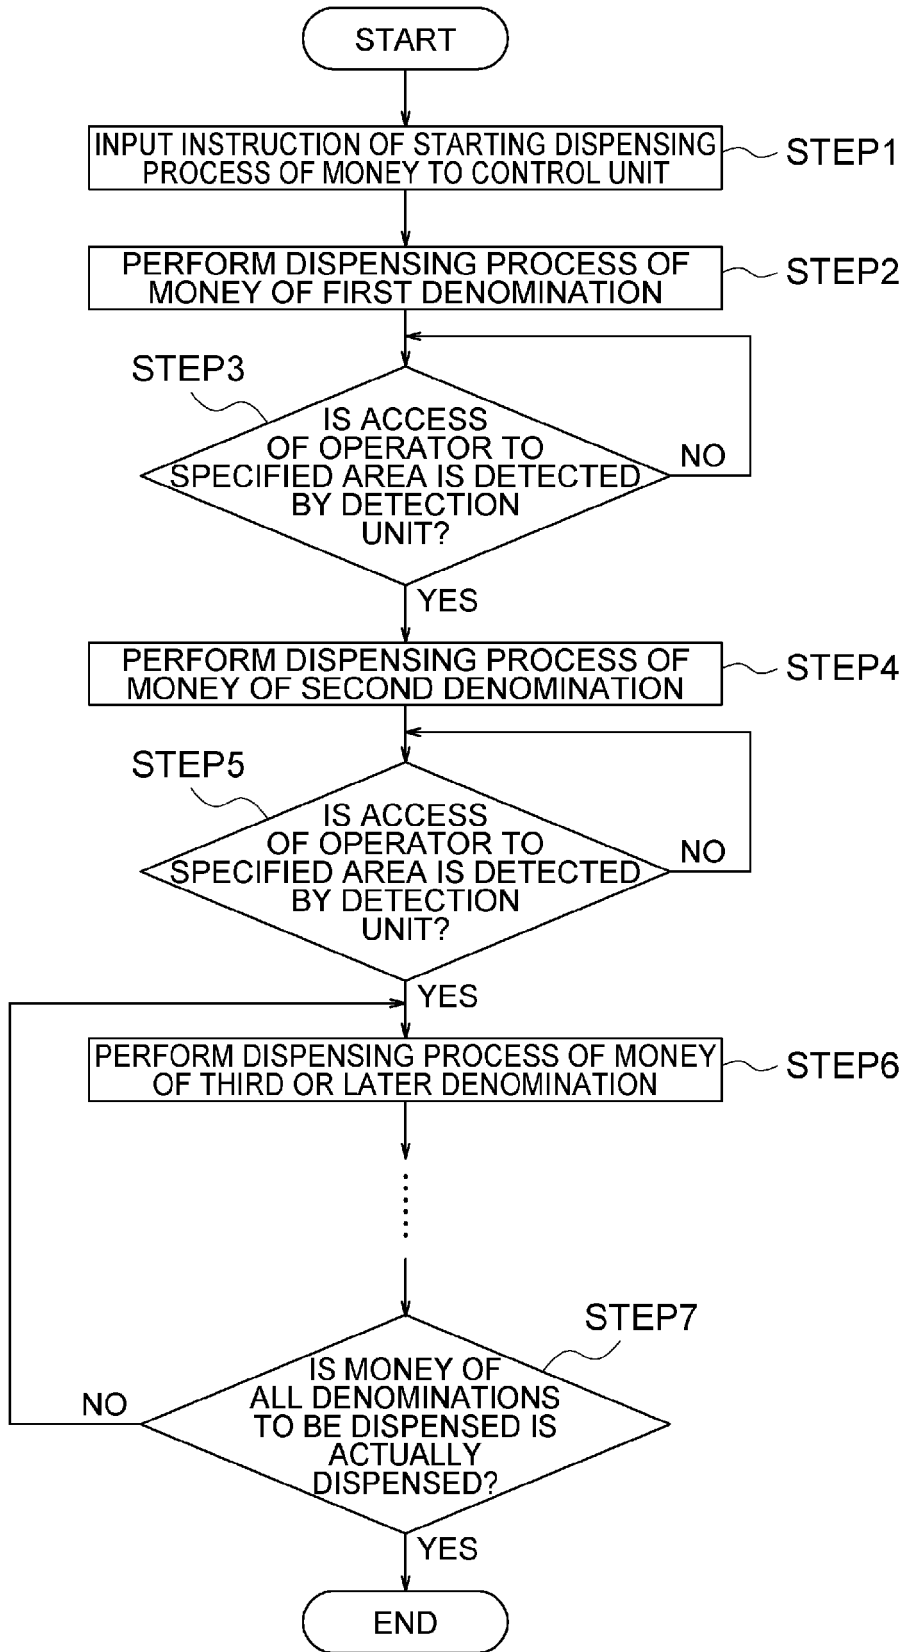 START
INPUT INSTRUCTION OF STARTING DISPENSING
PROCESS OF MONEY TO CONTROL UNIT
STEP1
PERFORM DISPENSING PROCESS OF
MONEY OF FIRST DENOMINATION
STEP2
STEP3
IS ACCESS
OF OPERATOR TO
SPECIFIED AREA IS DETECTED
BY DETECTION
UNIT?
NO
YES
PERFORM DISPENSING PROCESS OF
MONEY OF SECOND DENOMINATION
STEP4
STEP5
IS ACCESS
OF OPERATOR TO
SPECIFIED AREA IS DETECTED
BY DETECTION
UNIT?
NO
YES
PERFORM DISPENSING PROCESS OF MONEY
OF THIRD OR LATER DENOMINATION
STEP6
STEP7
IS MONEY OF
ALL DENOMINATIONS
TO BE DISPENSED IS
ACTUALLY
DISPENSED?
NO
YES
END